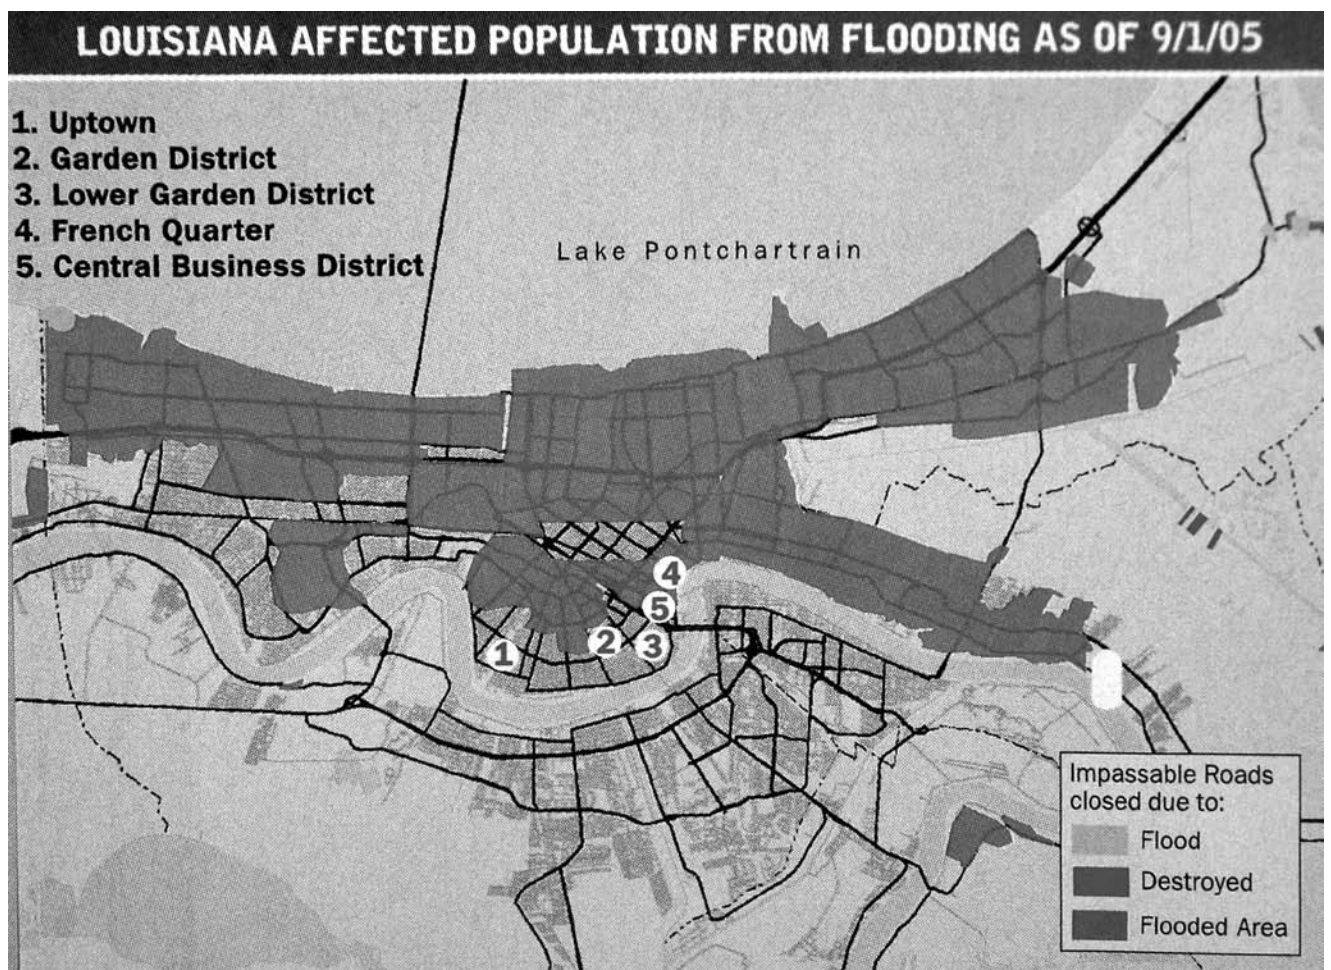 LOUISIANA AFFECTED POPULATION FROM FLOODING AS OF 9/1/05
1. Uptown
2. Garden District
3. Lower Garden District
4. French Quarter
5. Central Business District
Lake Pontchartrain
4
5
1
2
3
Impassable Roads
closed due to:
Flood
Destroyed
Flooded Area